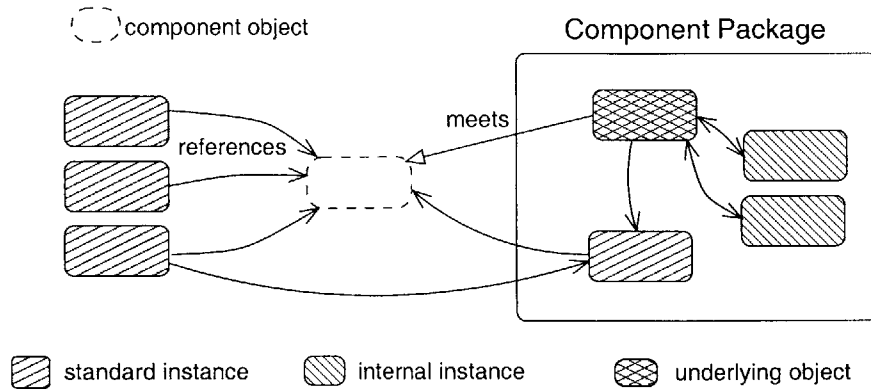 component object
Component Package
meets
references
standard instance
internal instance
underlying object